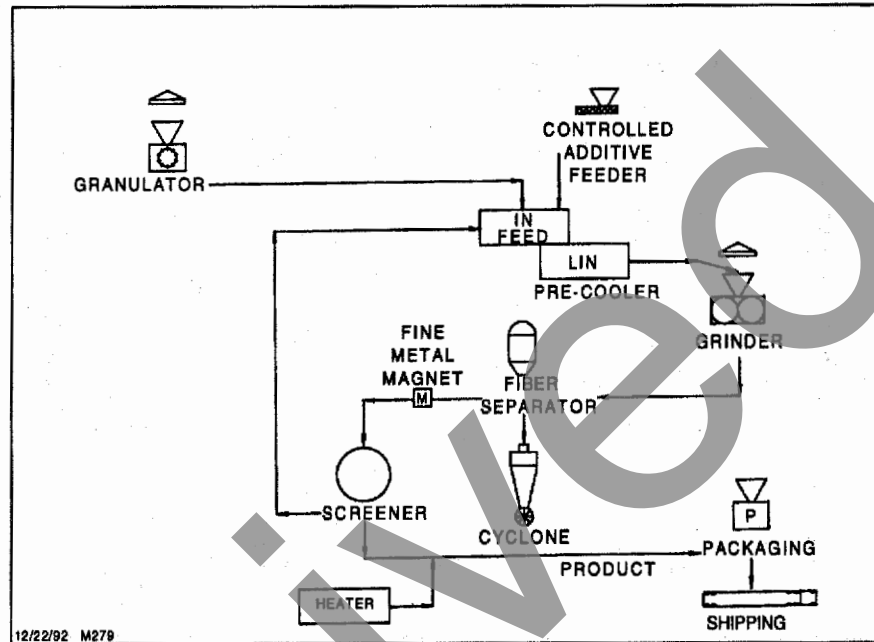 CONTROLLED
ADDITIVE
FEEDER
GRANULATOR
IN
FEED
LIN
PRE-COOLER
GRINDER
FINE
METAL
MAGNET
M
FIBER
SEPARATOR
SCREENER
CYCLONE
P
PACKAGING
PRODUCT
HEATER
SHIPPING
12/22/92 M279
ived